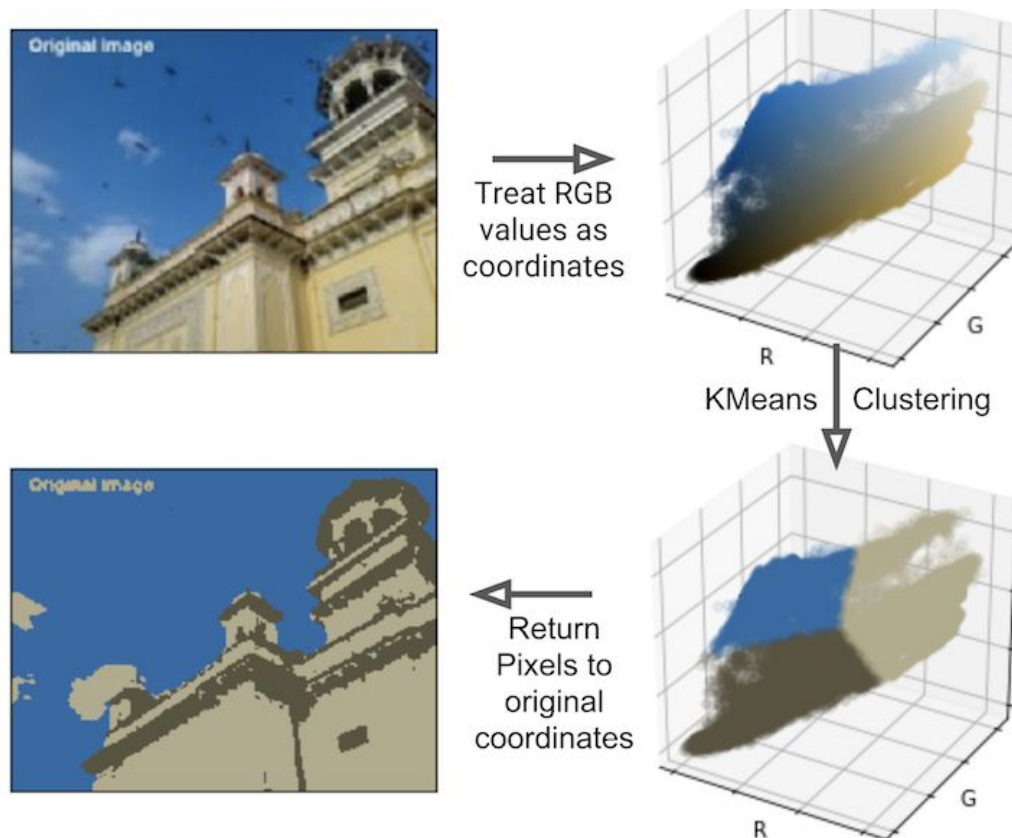 Original Image
Treat RGB
values as
coordinates
R
G
KMeans Clustering
Original Image
Return
Pixels to
original
coordinates
R
G